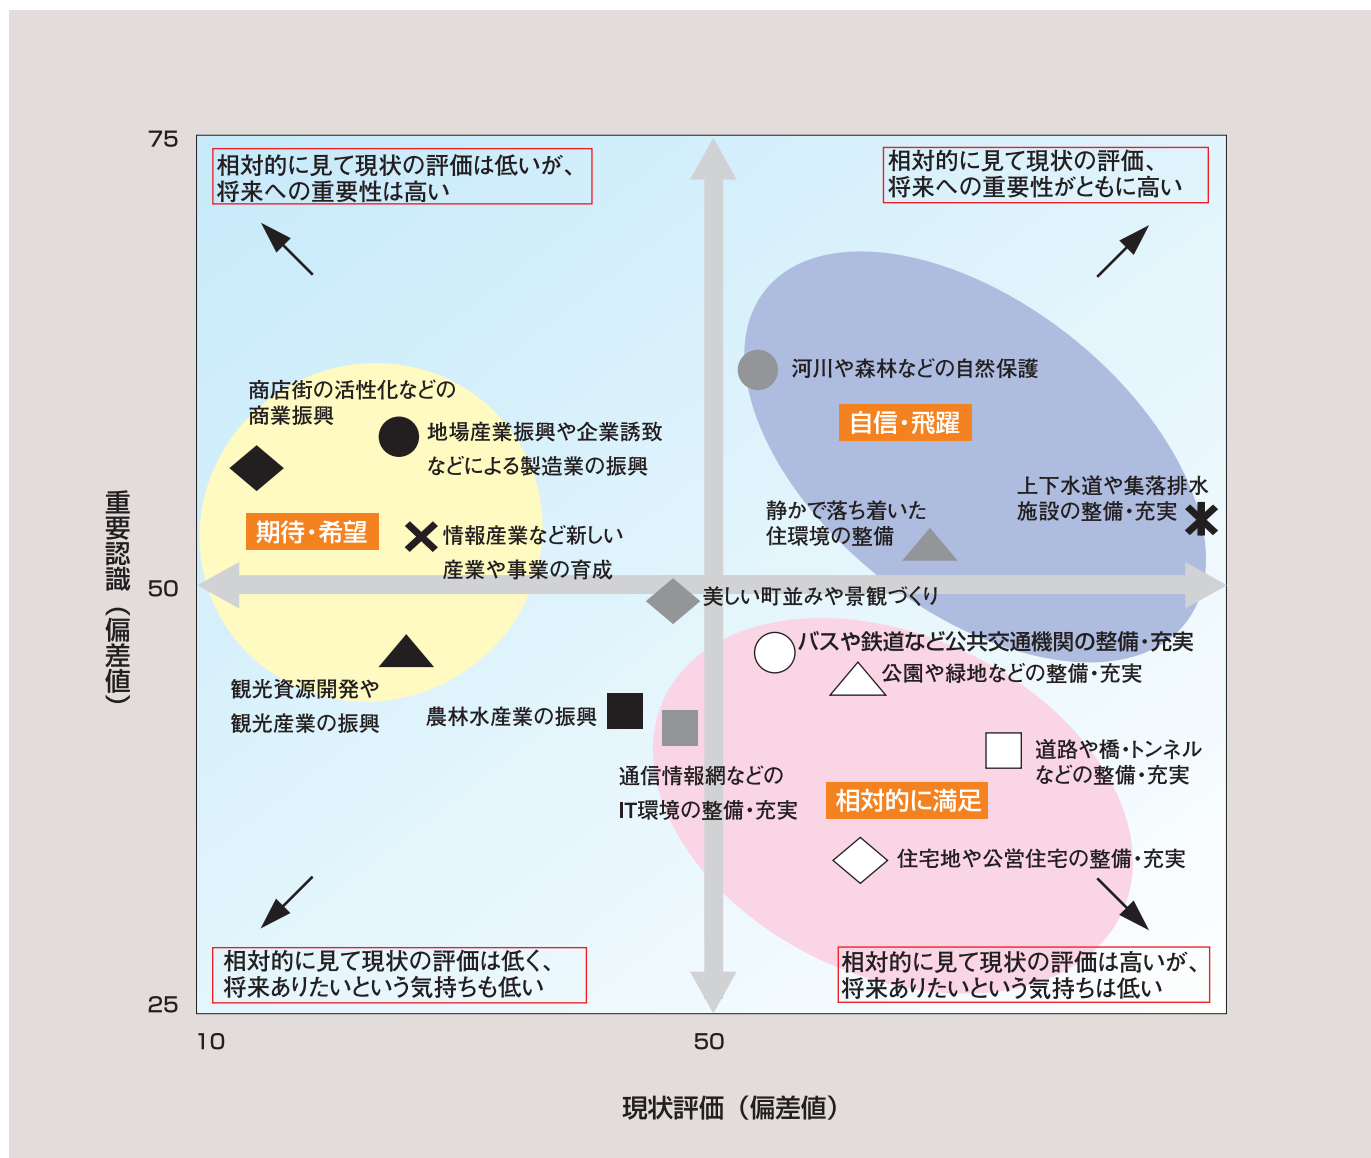 75
相対的に見て現状の評価は低いが、
将来への重要性は高い
相対的に見て現状の評価、
将来への重要性がともに高い
河川や森林などの自然保護
商店街の活性化などの
商業振興
自信・飛躍
地場産業振興や企業誘致
などによる製造業の振興
上下水道や集落排水
施設の整備・充実
静かで落ち着いた
住環境の整備
期待・希望
情報産業など新しい
産業や事業の育成
重要認識（偏差値）
50
美しい町並みや景観づくり
バスや鉄道など公共交通機関の整備・充実
公園や緑地などの整備・充実
観光資源開発や
観光産業の振興
農林水産業の振興
道路や橋・トンネル
などの整備・充実
通信情報網などの
IT環境の整備・充実
相対的に満足
住宅地や公営住宅の整備・充実
相対的に見て現状の評価は低く、
将来ありたいという気持ちも低い
相対的に見て現状の評価は高いが、
将来ありたいという気持ちは低い
25
10
50
現状評価（偏差値）